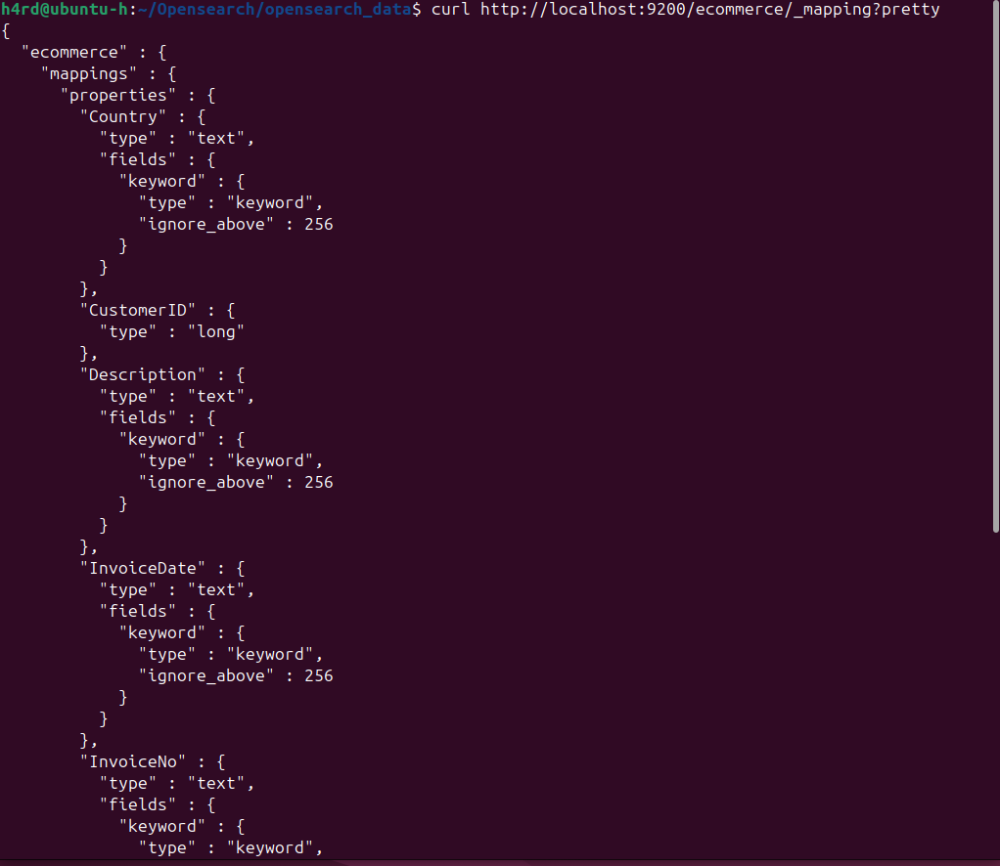 h4rd@ubuntu-h:~/Opensearch/opensearch_data$ curl http://localhost:9200/ecommerce/_mapping?pretty
{
  "ecommerce" : {
    "mappings" : {
      "properties" : {
        "Country" : {
          "type" : "text",
          "fields" : {
            "keyword" : {
              "type" : "keyword",
              "ignore_above" : 256
            }
          }
        },
        "CustomerID" : {
          "type" : "long"
        },
        "Description" : {
          "type" : "text",
          "fields" : {
            "keyword" : {
              "type" : "keyword",
              "ignore_above" : 256
            }
          }
        },
        "InvoiceDate" : {
          "type" : "text",
          "fields" : {
            "keyword" : {
              "type" : "keyword",
              "ignore_above" : 256
            }
          }
        },
        "InvoiceNo" : {
          "type" : "text",
          "fields" : {
            "keyword" : {
              "type" : "keyword",